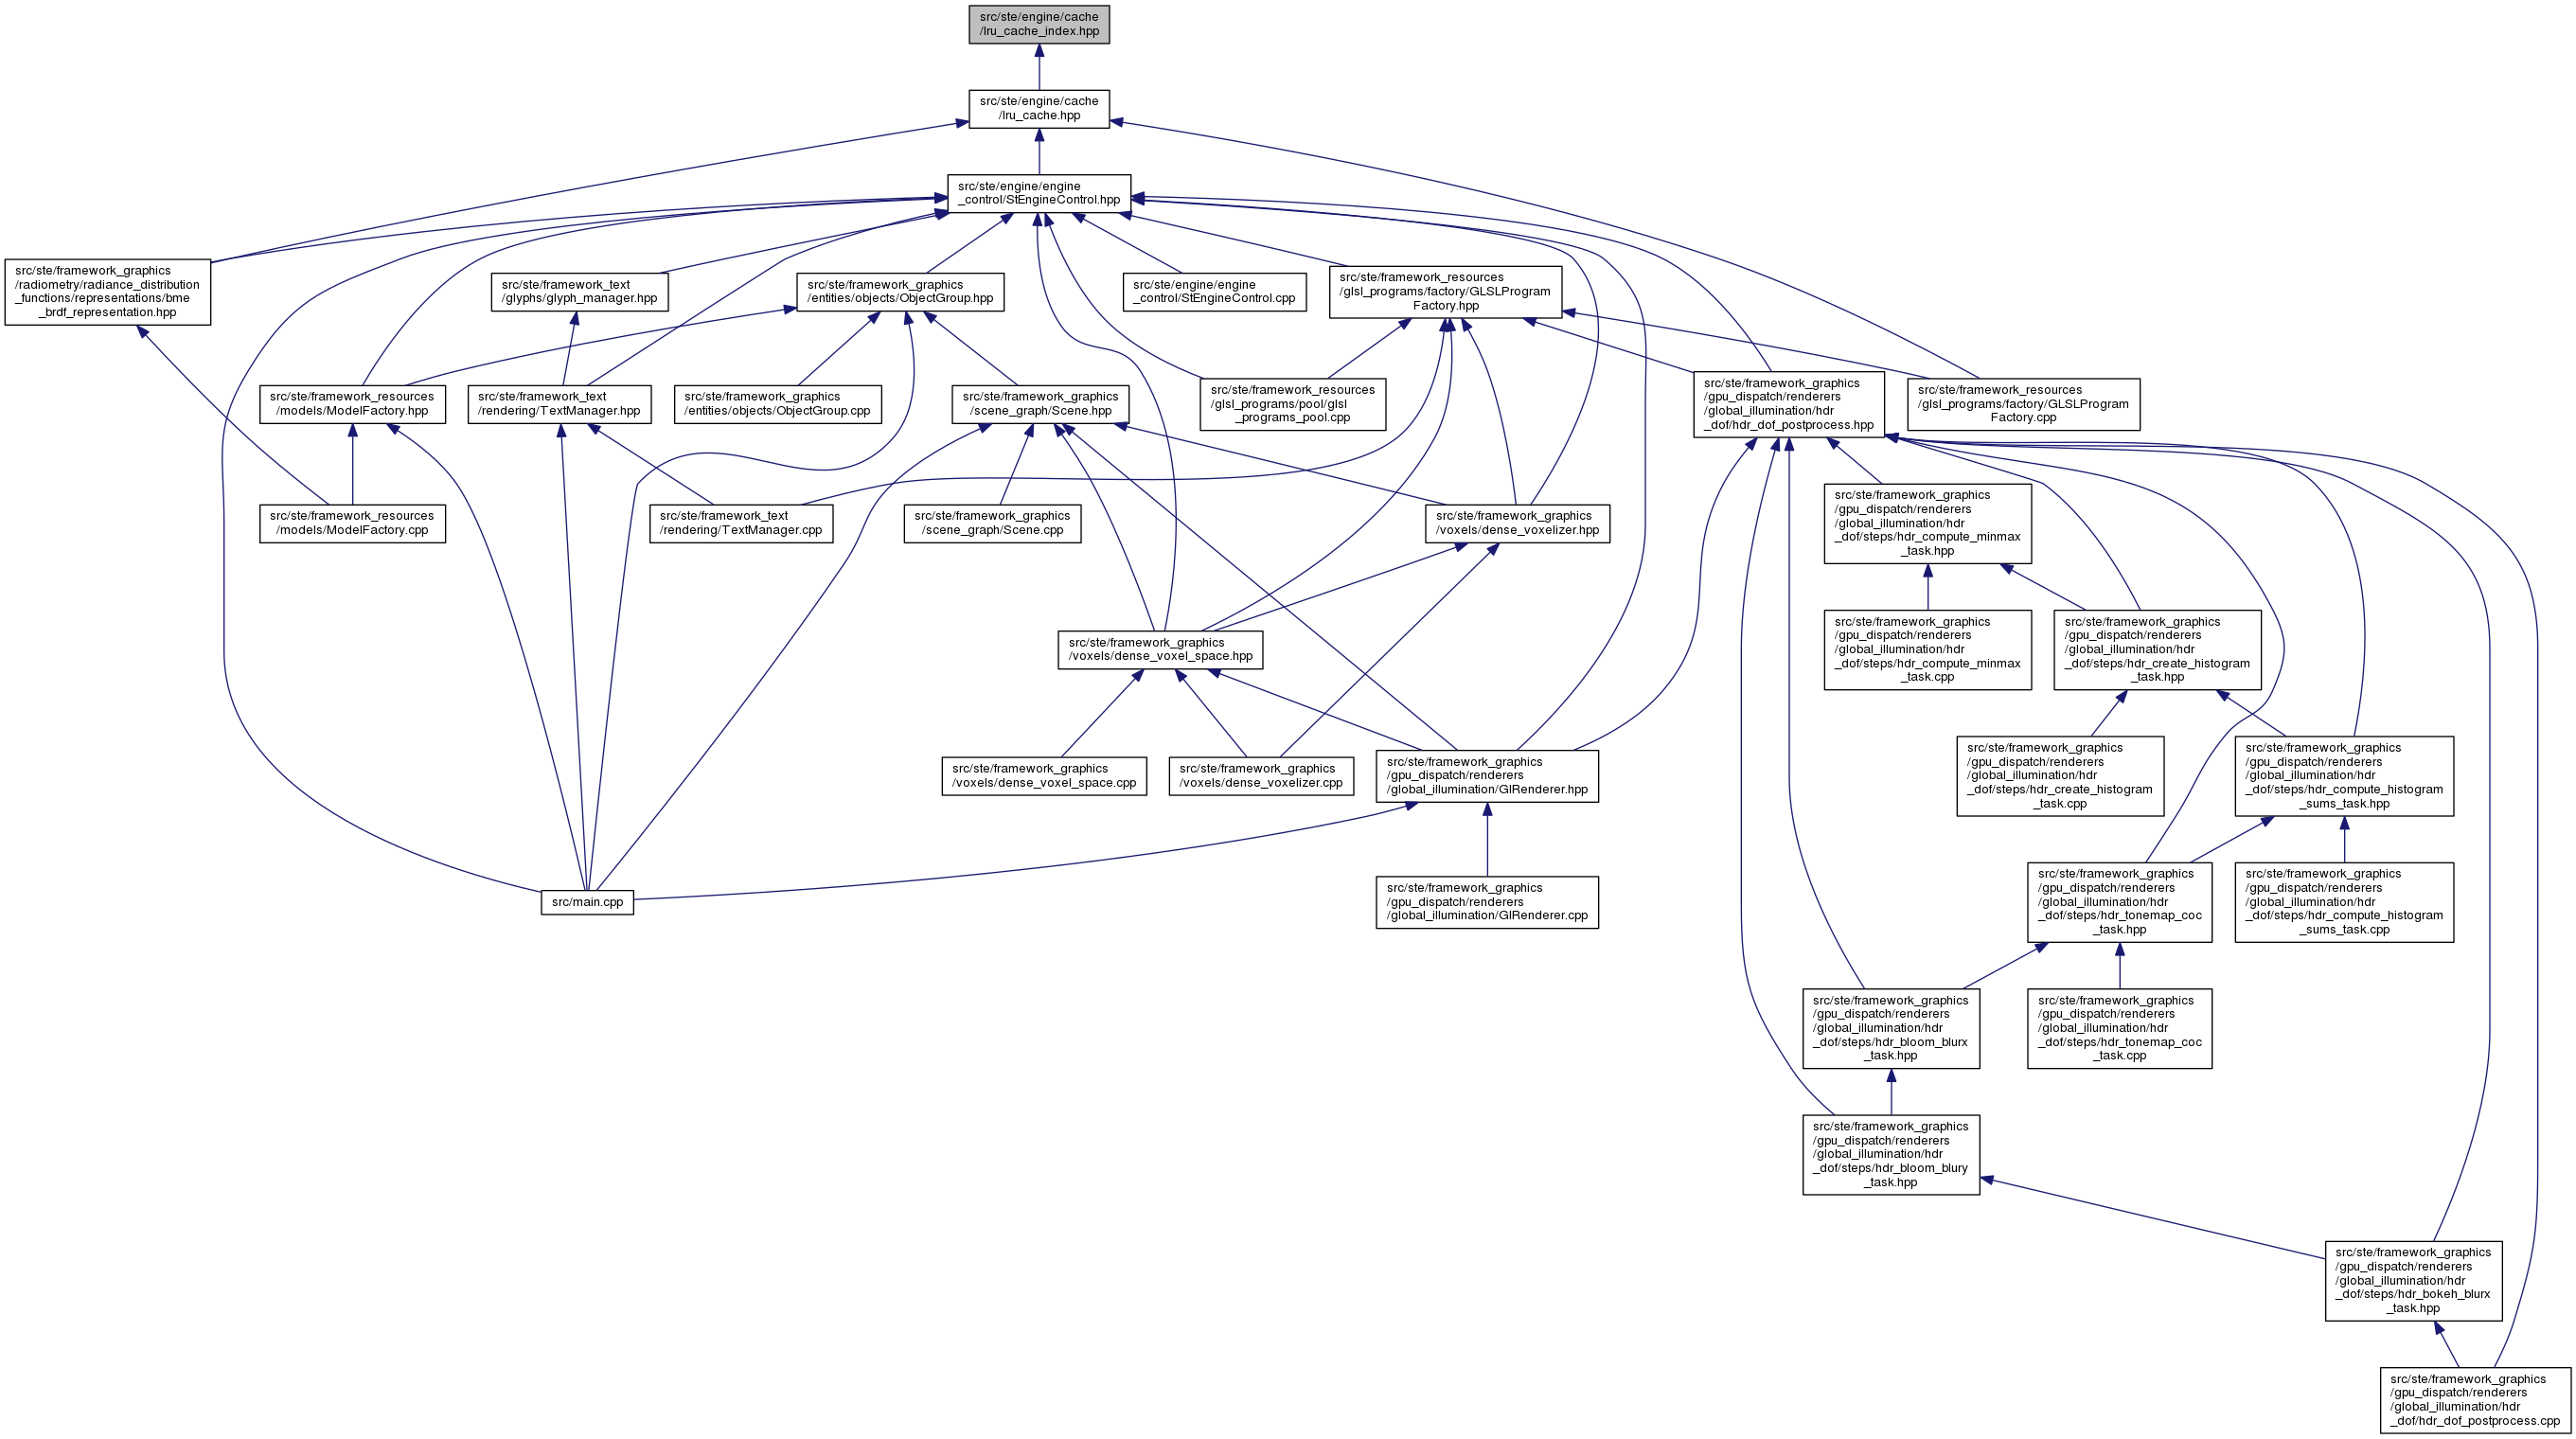 src/ste/engine/cache
/lru_cache_index.hpp
src/ste/engine/cache
/lru_cache.hpp
src/ste/engine/engine
_control/StEngineControl.hpp
src/ste/framework_graphics
/radiometry/radiance_distribution
_functions/representations/bme
_brdf_representation.hpp
src/ste/framework_text
/glyphs/glyph_manager.hpp
src/ste/framework_graphics
/entities/objects/ObjectGroup.hpp
src/ste/engine/engine
_control/StEngineControl.cpp
src/ste/framework_resources
/glsl_programs/factory/GLSLProgram
Factory.hpp
src/ste/framework_resources
/models/ModelFactory.hpp
src/ste/framework_text
/rendering/TextManager.hpp
src/ste/framework_graphics
/entities/objects/ObjectGroup.cpp
src/ste/framework_graphics
/scene_graph/Scene.hpp
src/ste/framework_resources
/glsl_programs/pool/glsl
_programs_pool.cpp
src/ste/framework_graphics
/gpu_dispatch/renderers
/global_illumination/hdr
_dof/hdr_dof_postprocess.hpp
src/ste/framework_resources
/glsl_programs/factory/GLSLProgram
Factory.cpp
src/ste/framework_resources
/models/ModelFactory.cpp
src/ste/framework_text
/rendering/TextManager.cpp
src/ste/framework_graphics
/scene_graph/Scene.cpp
src/ste/framework_graphics
/voxels/dense_voxelizer.hpp
src/ste/framework_graphics
/gpu_dispatch/renderers
/global_illumination/hdr
_dof/steps/hdr_compute_minmax
_task.hpp
src/ste/framework_graphics
/voxels/dense_voxel_space.hpp
src/ste/framework_graphics
/gpu_dispatch/renderers
/global_illumination/hdr
_dof/steps/hdr_compute_minmax
_task.cpp
src/ste/framework_graphics
/gpu_dispatch/renderers
/global_illumination/hdr
_dof/steps/hdr_create_histogram
_task.hpp
src/ste/framework_graphics
/voxels/dense_voxel_space.cpp
src/ste/framework_graphics
/voxels/dense_voxelizer.cpp
src/ste/framework_graphics
/gpu_dispatch/renderers
/global_illumination/GIRenderer.hpp
src/ste/framework_graphics
/gpu_dispatch/renderers
/global_illumination/hdr
_dof/steps/hdr_create_histogram
_task.cpp
src/ste/framework_graphics
/gpu_dispatch/renderers
/global_illumination/hdr
_dof/steps/hdr_compute_histogram
_sums_task.hpp
src/main.cpp
src/ste/framework_graphics
/gpu_dispatch/renderers
/global_illumination/GIRenderer.cpp
src/ste/framework_graphics
/gpu_dispatch/renderers
/global_illumination/hdr
_dof/steps/hdr_tonemap_coc
_task.hpp
src/ste/framework_graphics
/gpu_dispatch/renderers
/global_illumination/hdr
_dof/steps/hdr_compute_histogram
_sums_task.cpp
src/ste/framework_graphics
/gpu_dispatch/renderers
/global_illumination/hdr
_dof/steps/hdr_bloom_blurx
_task.hpp
src/ste/framework_graphics
/gpu_dispatch/renderers
/global_illumination/hdr
_dof/steps/hdr_tonemap_coc
_task.cpp
src/ste/framework_graphics
/gpu_dispatch/renderers
/global_illumination/hdr
_dof/steps/hdr_bloom_blury
_task.hpp
src/ste/framework_graphics
/gpu_dispatch/renderers
/global_illumination/hdr
_dof/steps/hdr_bokeh_blurx
_task.hpp
src/ste/framework_graphics
/gpu_dispatch/renderers
/global_illumination/hdr
_dof/hdr_dof_postprocess.cpp